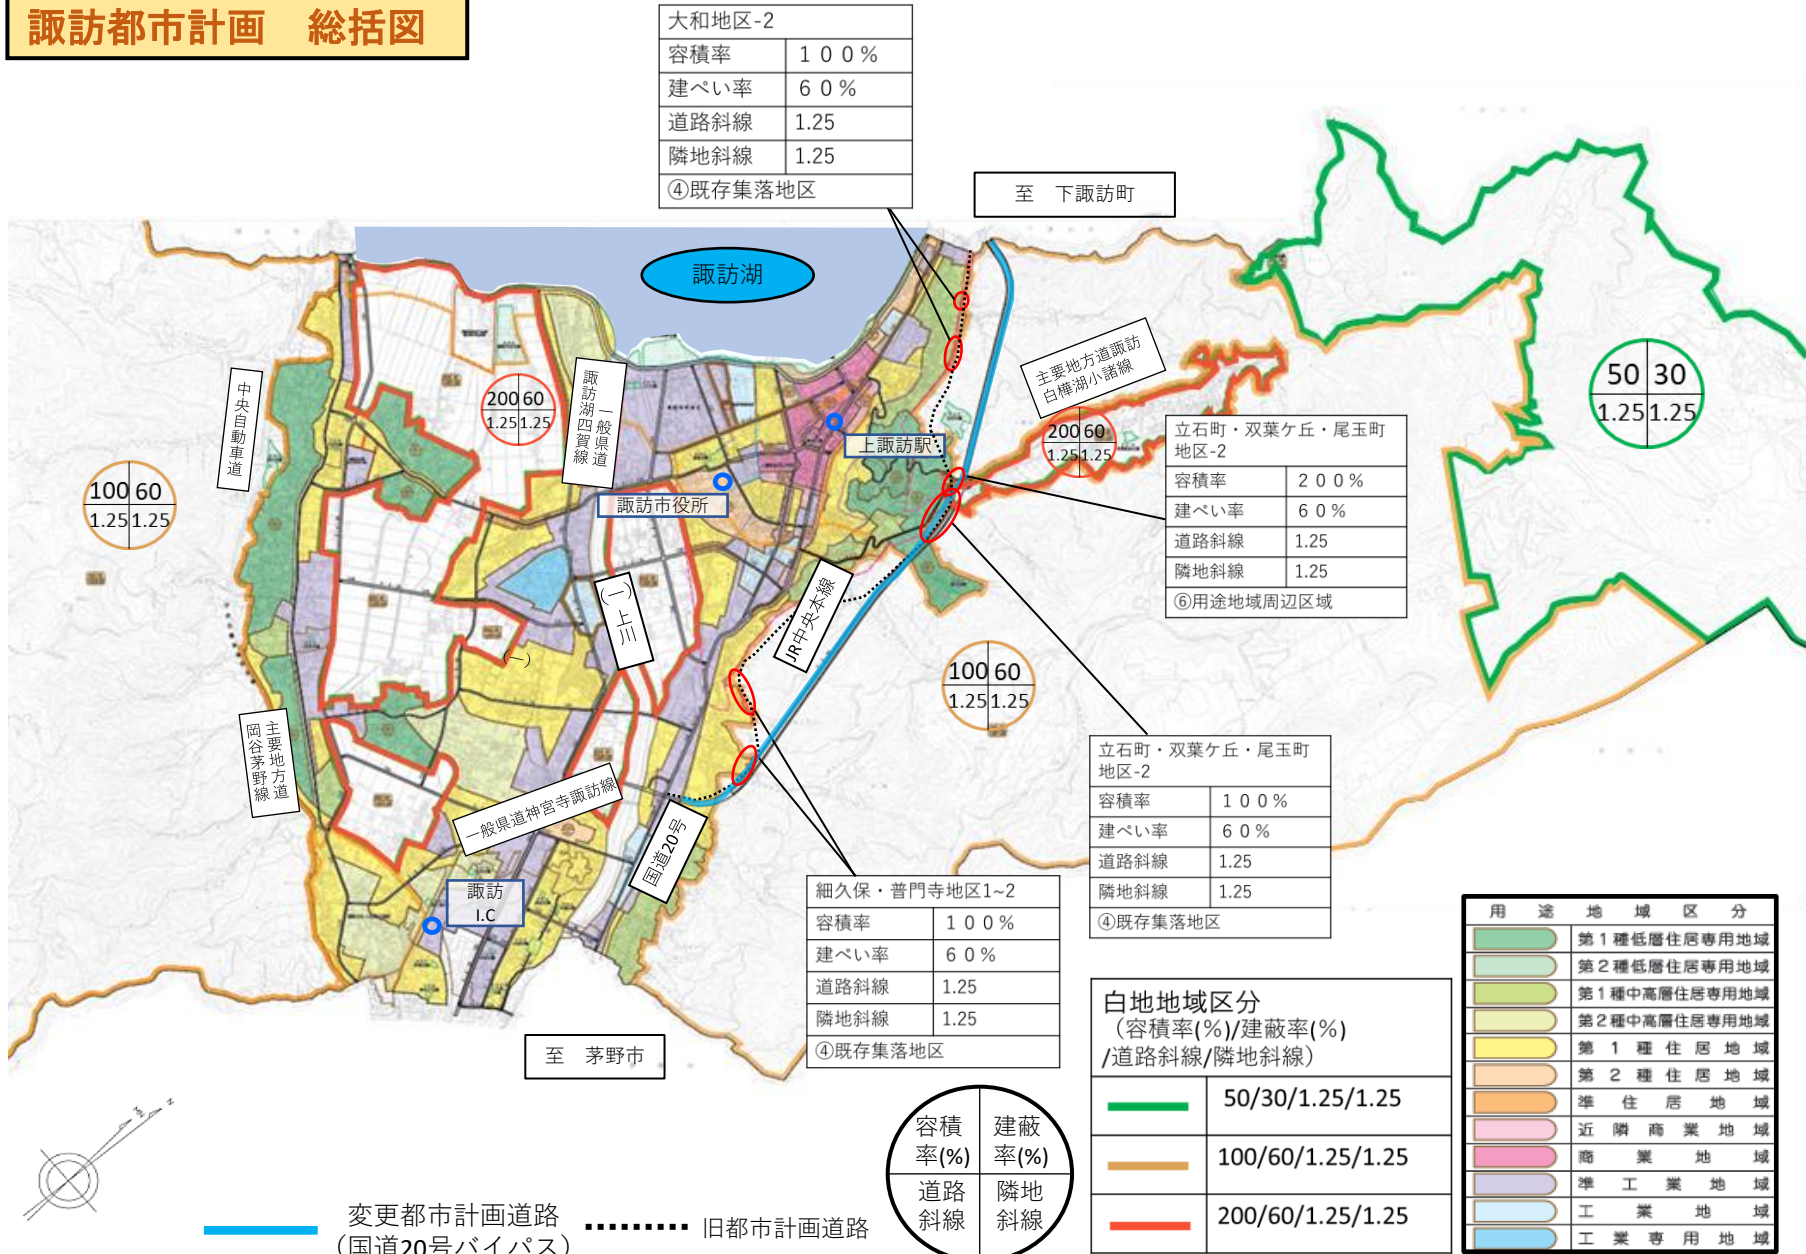 諏訪都市計画　総括図
大和地区-2
容積率 １００％
建ぺい率 ６０％
道路斜線 1.25
隣地斜線 1.25
④既存集落地区
至　下諏訪町
諏訪湖
中央自動車道
200 60
1.25 1.25
一般県道
諏訪湖四賀線
上諏訪駅
諏訪市役所
主要地方道諏訪
白樺湖小諸線
200 60
1.25 1.25
50 30
1.25 1.25
立石町・双葉ケ丘・尾玉町
地区-2
容積率 ２００％
建ぺい率 ６０％
道路斜線 1.25
隣地斜線 1.25
⑥用途地域周辺区域
100 60
1.25 1.25
(一)上川
JR中央本線
(一)
100 60
1.25 1.25
主要地方道
岡谷茅野線
一般県道神宮寺諏訪線
国道20号
諏訪
I.C
立石町・双葉ケ丘・尾玉町
地区-2
容積率 １００％
建ぺい率 ６０％
道路斜線 1.25
隣地斜線 1.25
④既存集落地区
細久保・普門寺地区1~2
容積率 １００％
建ぺい率 ６０％
道路斜線 1.25
隣地斜線 1.25
④既存集落地区
至　茅野市
用途地域区分
第１種低層住居専用地域
第２種低層住居専用地域
第１種中高層住居専用地域
第２種中高層住居専用地域
第１種住居地域
第２種住居地域
準住居地域
近隣商業地域
商業地域
準工業地域
工業地域
工業専用地域
白地地域区分
（容積率(%)/建蔽率(%)
/道路斜線/隣地斜線）
50/30/1.25/1.25
100/60/1.25/1.25
200/60/1.25/1.25
容積率(%) 建蔽率(%)
道路斜線 隣地斜線
変更都市計画道路
（国道20号バイパス）
旧都市計画道路